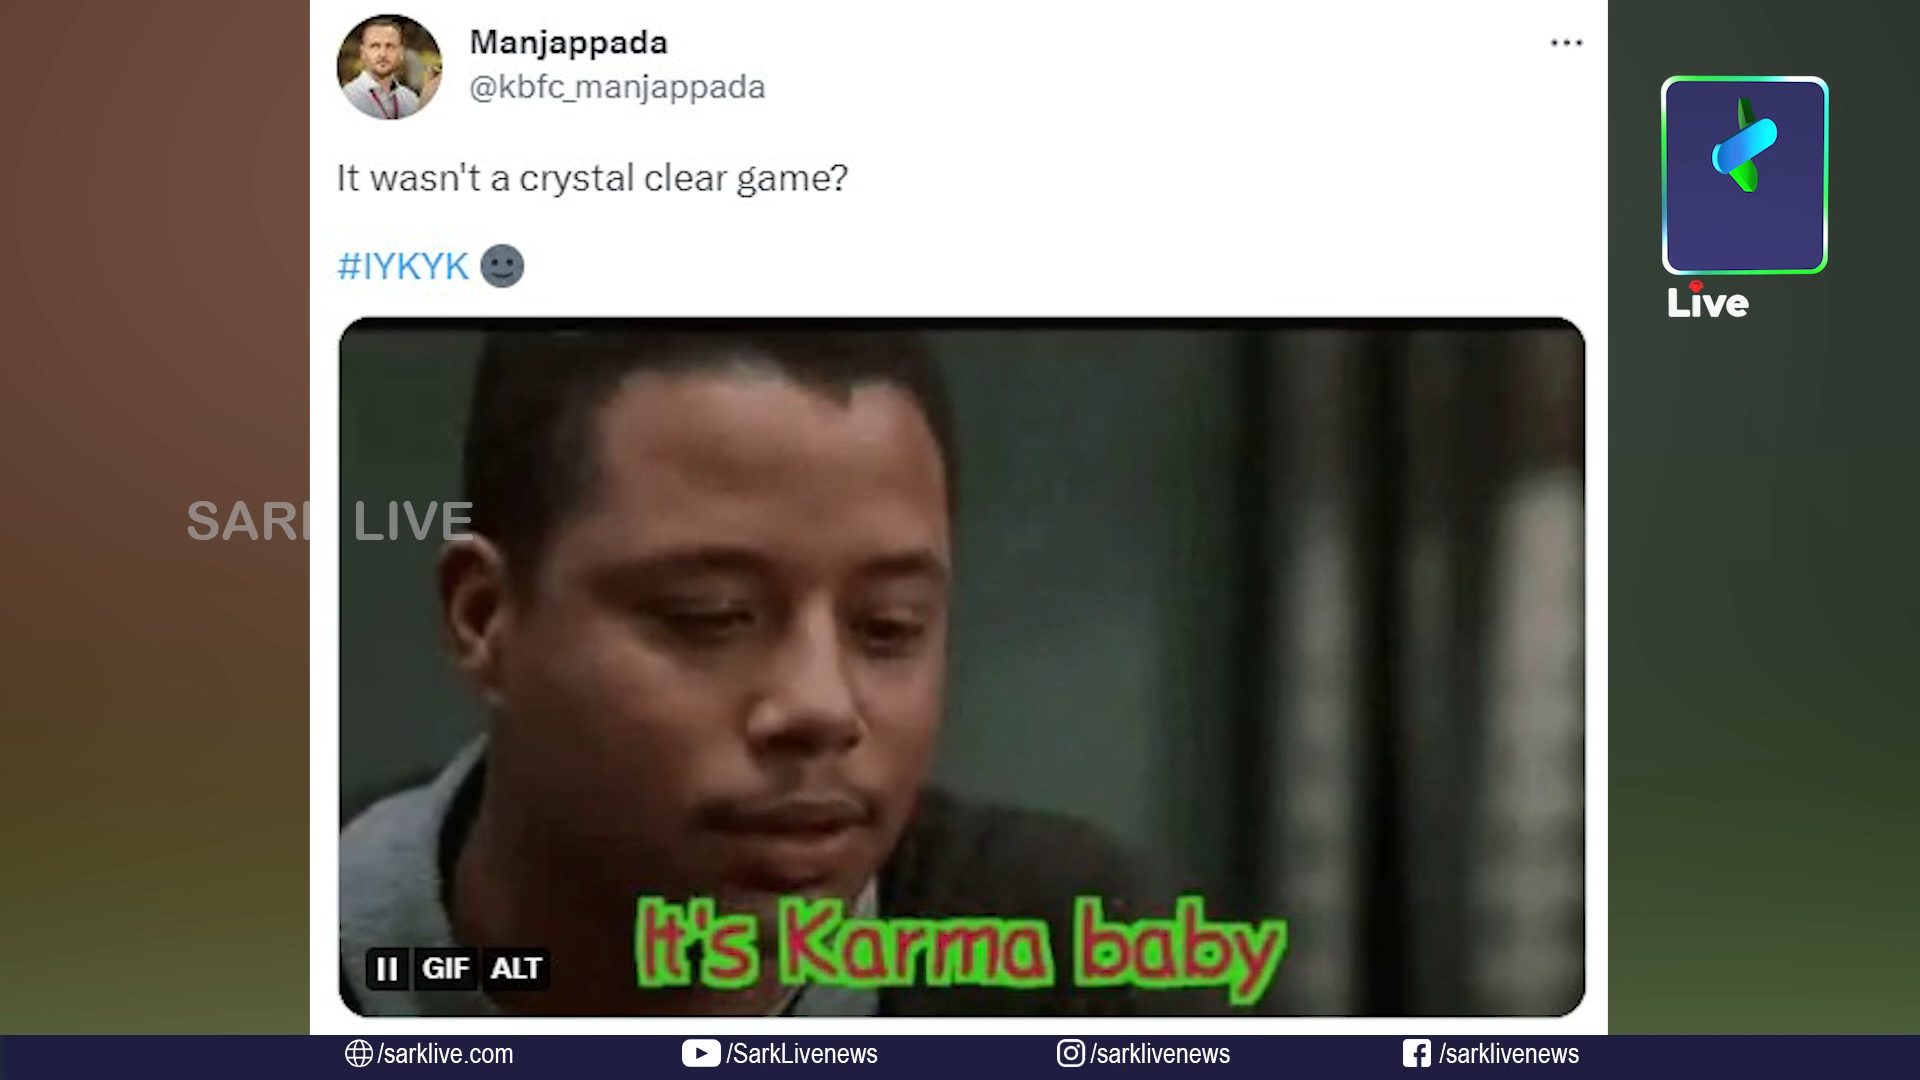 Manjappada
@kbfc_manjappada
It wasn't a crystal clear game?
#IYKYK
Live
SARK LIVE
It's Karma baby
GIF ALT
/sarklive.com
/SarkLivenews
/sarklivenews
/sarklivenews